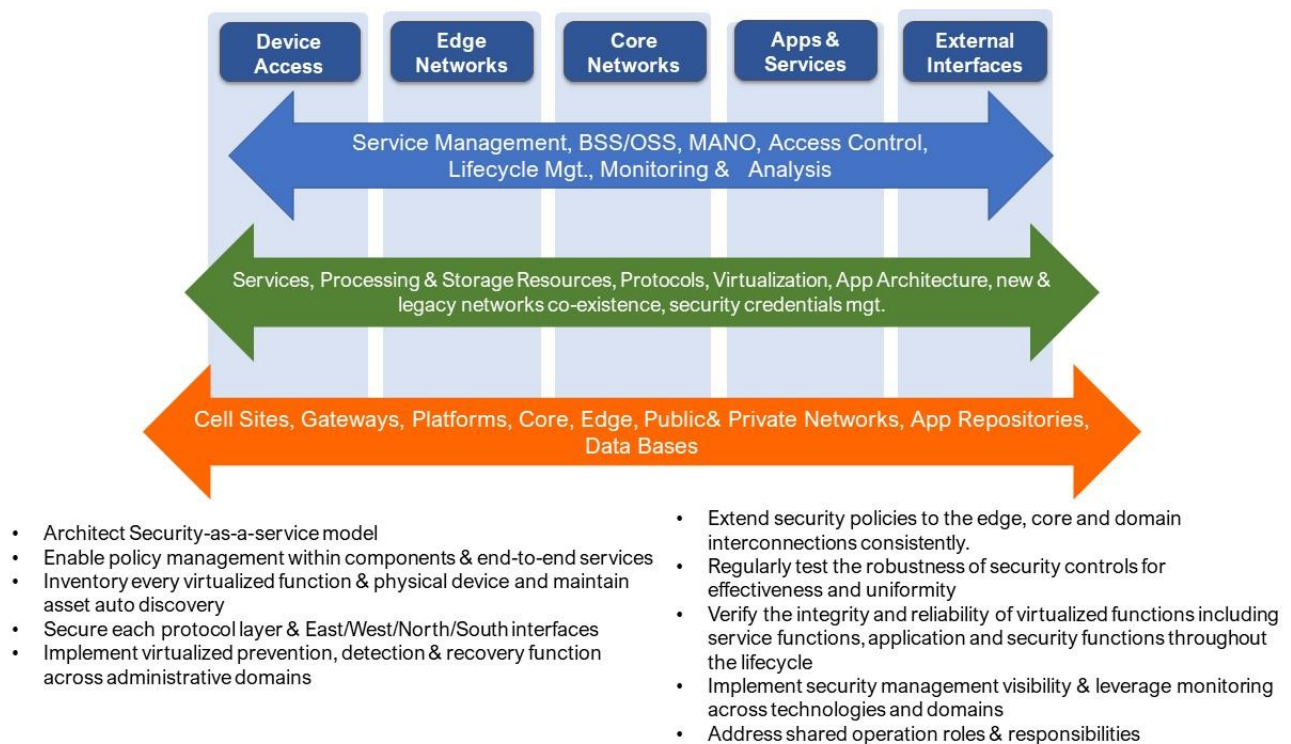 Device
Access
Edge
Networks
Core
Networks
Apps &
Services
External
Interfaces
Service Management, BSS/OSS, MANO, Access Control,
Lifecycle Mgt., Monitoring & Analysis
Services, Processing & Storage Resources, Protocols, Virtualization, App Architecture, new &
legacy networks co-existence, security credentials mgt.
Cell Sites, Gateways, Platforms, Core, Edge, Public& Private Networks, App Repositories,
Data Bases
• Architect Security-as-a-service model
• Enable policy management within components & end-to-end services
• Inventory every virtualized function & physical device and maintain
asset auto discovery
• Secure each protocol layer & East/West/North/South interfaces
• Implement virtualized prevention, detection & recovery function
across administrative domains
• Extend security policies to the edge, core and domain
interconnections consistently.
• Regularly test the robustness of security controls for
effectiveness and uniformity
• Verify the integrity and reliability of virtualized functions including
service functions, application and security functions throughout
the lifecycle
• Implement security management visibility & leverage monitoring
across technologies and domains
• Address shared operation roles & responsibilities